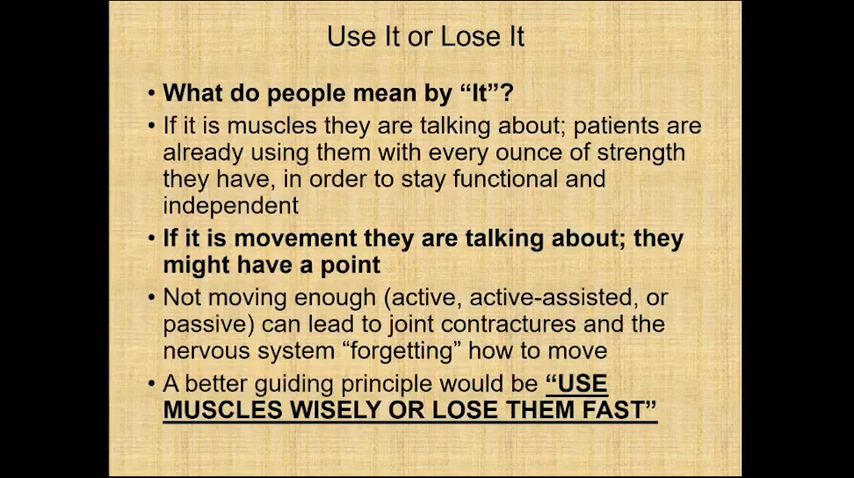 Use It or Lose It
• What do people mean by “It”?
• If it is muscles they are talking about; patients are
already using them with every ounce of strength
they have, in order to stay functional and
independent
• If it is movement they are talking about; they
might have a point
• Not moving enough (active, active-assisted, or
passive) can lead to joint contractures and the
nervous system “forgetting” how to move
• A better guiding principle would be “USE
MUSCLES WISELY OR LOSE THEM FAST”